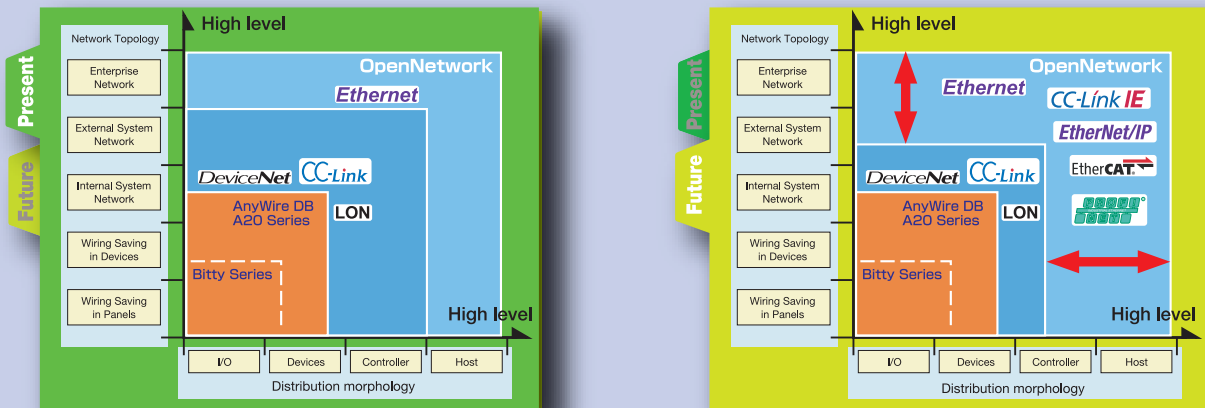 Present
Future
Network Topology
Enterprise
Network
External System
Network
Internal System
Network
Wiring Saving
in Devices
Wiring Saving
in Panels
High level
OpenNetwork
Ethernet
DeviceNet
CC-Link
AnyWire DB
A20 Series
LON
Bitty Series
High level
I/O
Devices
Controller
Host
Distribution morphology
Present
Future
Network Topology
Enterprise
Network
External System
Network
Internal System
Network
Wiring Saving
in Devices
Wiring Saving
in Panels
High level
OpenNetwork
Ethernet
CC-Link IE
EtherNet/IP
EtherCAT
DeviceNet
CC-Link
AnyWire DB
A20 Series
LON
Bitty Series
High level
I/O
Devices
Controller
Host
Distribution morphology